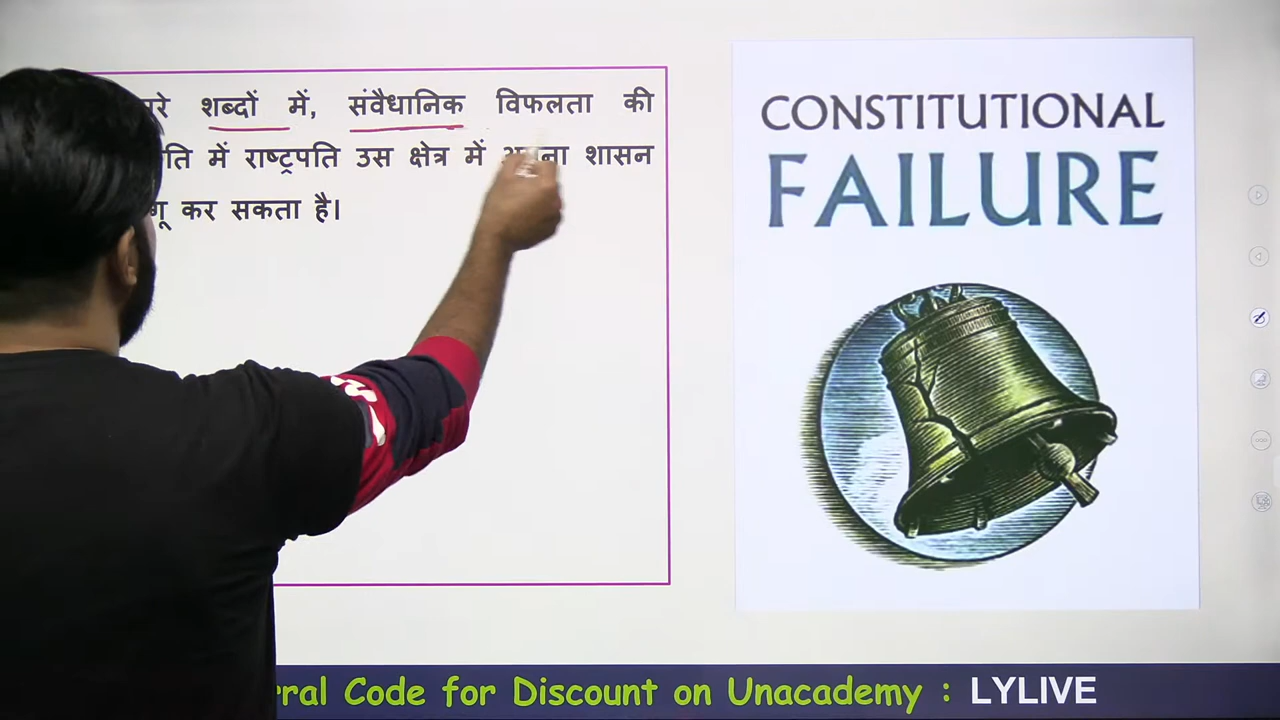 शब्दों में, संवैधानिक विफलता की
में राष्ट्रपति उस क्षेत्र में शासन
कर सकता है।
CONSTITUTIONAL
FAILURE
Code for Discount on Unacademy : LYLIVE